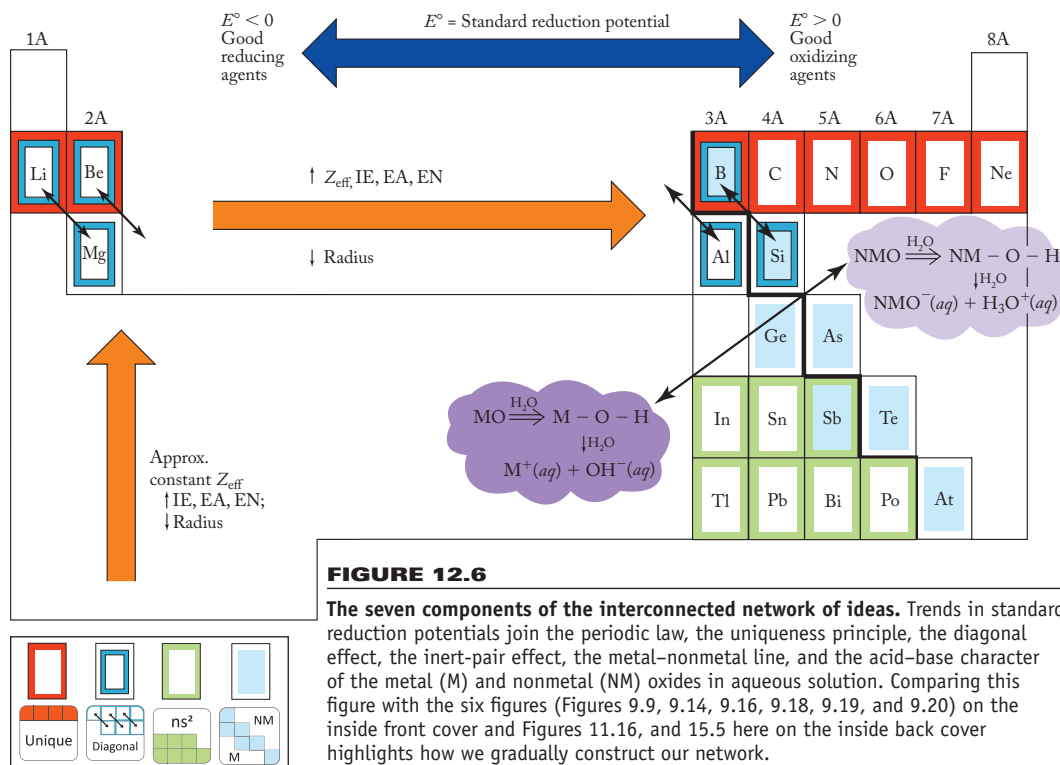 E° < 0
Good
reducing
agents
E° = Standard reduction potential
E° > 0
Good
oxidizing
agents
1A
8A
2A
3A 4A 5A 6A 7A
Li Be
B C N O F Ne
↑ Zeff, IE, EA, EN
↓ Radius
Mg
Al Si
NMO H₂O⇒ NM – O – H
↓H₂O
NMO⁻(aq) + H₃O⁺(aq)
Ge As
MO H₂O⇒ M – O – H
↓H₂O
M⁺(aq) + OH⁻(aq)
In Sn Sb Te
Tl Pb Bi Po At
Approx.
constant Zeff
↑IE, EA, EN;
↓Radius
FIGURE 12.6
The seven components of the interconnected network of ideas. Trends in standard
reduction potentials join the periodic law, the uniqueness principle, the diagonal
effect, the inert-pair effect, the metal–nonmetal line, and the acid–base character
of the metal (M) and nonmetal (NM) oxides in aqueous solution. Comparing this
figure with the six figures (Figures 9.9, 9.14, 9.16, 9.18, 9.19, and 9.20) on the
inside front cover and Figures 11.16, and 15.5 here on the inside back cover
highlights how we gradually construct our network.
Unique
Diagonal
ns²
NM
M